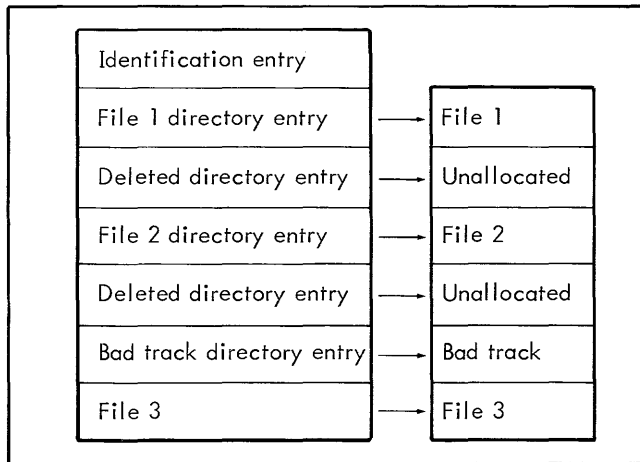 Identification entry
File 1 directory entry
File 1
Deleted directory entry
Unallocated
File 2 directory entry
File 2
Deleted directory entry
Unallocated
Bad track directory entry
Bad track
File 3
File 3